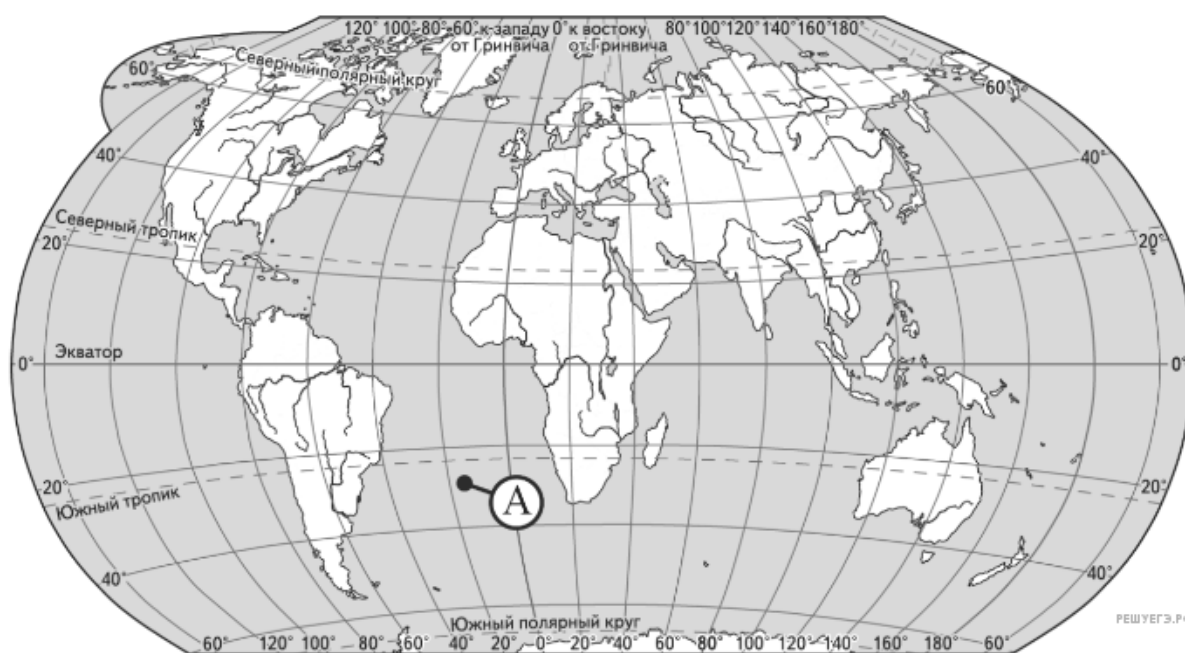 120° 100° 80° 60° к западу 0° к востоку 80° 100° 120° 140° 160° 180°
от Гринвича от Гринвича
Северный полярный круг
60° 60°
40° 40°
Северный тропик
20° 20°
Экватор
0° 0°
20° 20°
Южный тропик
А
40° 40°
Южный полярный круг
60° 120° 100° 80° 60° 40° 20° 0° 20° 40° 60° 80° 100° 120° 140° 160° 180° 60°
РЕШУЕГЭ.РФ